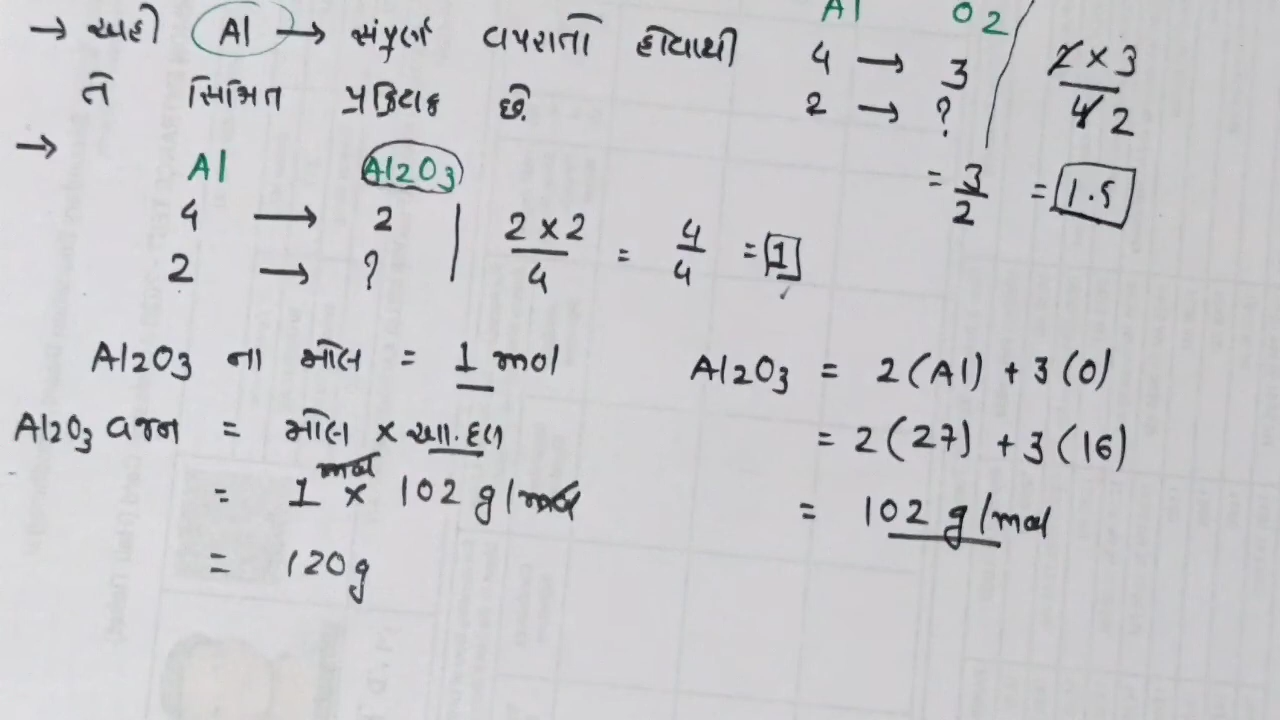 → અહી Al → સંપૂર્ણ વપરાતો હોવાથી
તે સિમિત પ્રક્રિયક છે.
Al O2
4 → 3
2 → ?
2 x 3
4 2
= 3/2 = 1.5
→
Al Al2O3
4 → 2
2 → ?
2 x 2 / 4 = 4/4 = 1
Al2O3 ના મોલ = 1 mol
Al2O3 વજન = મોલ x આ. દળ
= 1 mol x 102 g/mol
= 120g
Al2O3 = 2(Al) + 3(O)
= 2(27) + 3(16)
= 102 g/mol